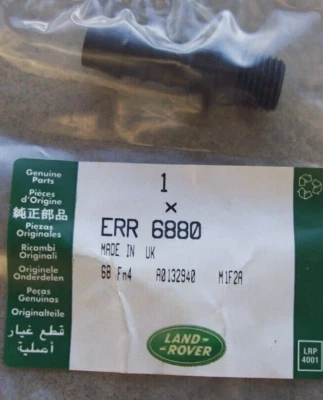 Genuine
Parts
Pièces
d'Origine
純正部品
Piezas
Originales
Ricambi
Originali
Originele
Onderdelen
Peças
Genuinas
Originalteile
قطع غيار
أصلية
1
×
ERR 6880
MADE IN UK
68 Fm4 A0132940 M1F2A
LAND-
-ROVER
LRP
4001